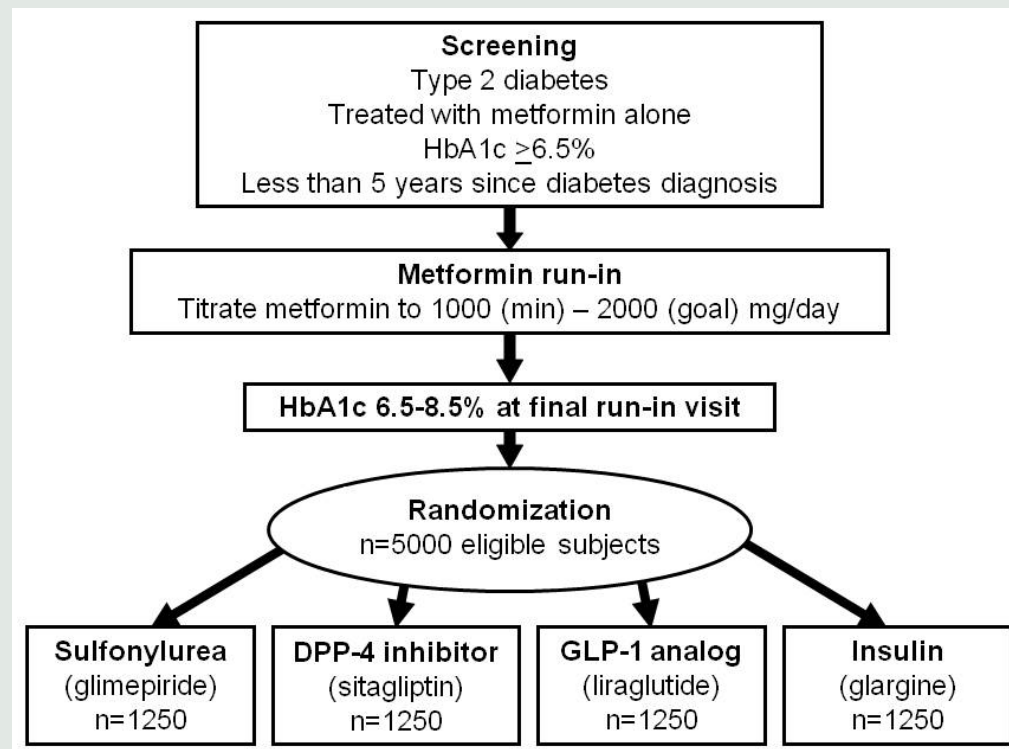 Screening
Type 2 diabetes
Treated with metformin alone
HbA1c ≥6.5%
Less than 5 years since diabetes diagnosis
Metformin run-in
Titrate metformin to 1000 (min) – 2000 (goal) mg/day
HbA1c 6.5-8.5% at final run-in visit
Randomization
n=5000 eligible subjects
Sulfonylurea
(glimepiride)
n=1250
DPP-4 inhibitor
(sitagliptin)
n=1250
GLP-1 analog
(liraglutide)
n=1250
Insulin
(glargine)
n=1250